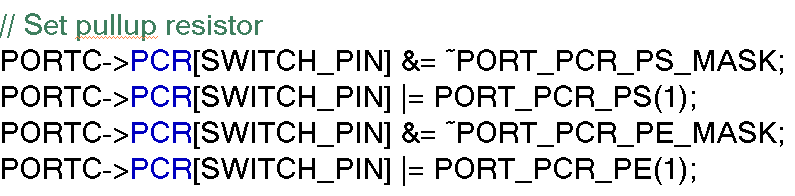 // Set pullup resistor
PORTC->PCR[SWITCH_PIN] &= ~PORT_PCR_PS_MASK;
PORTC->PCR[SWITCH_PIN] |= PORT_PCR_PS(1);
PORTC->PCR[SWITCH_PIN] &= ~PORT_PCR_PE_MASK;
PORTC->PCR[SWITCH_PIN] |= PORT_PCR_PE(1);